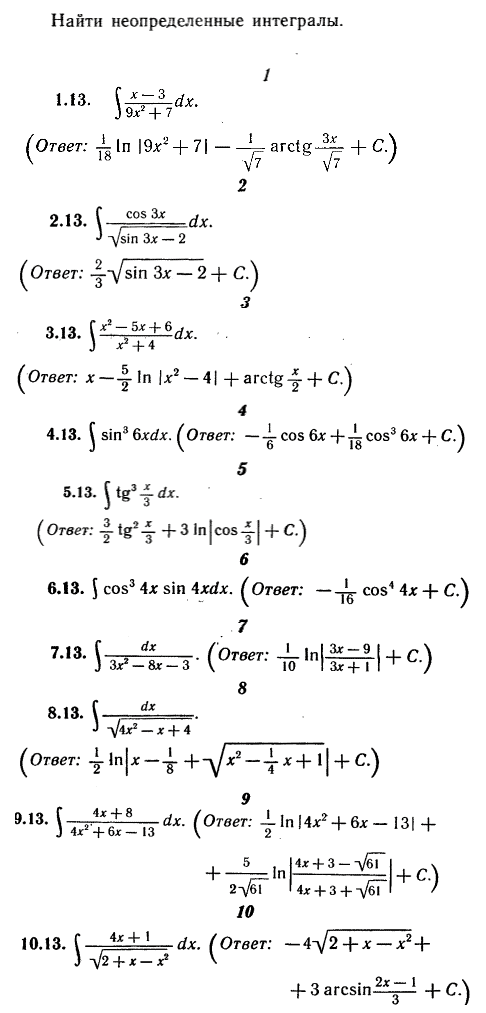 Найти неопределенные интегралы.
1
1.13. ∫ (x − 3)/(9x² + 7) dx.
(Ответ: 1/18 ln |9x² + 7| − 1/√7 arctg 3x/√7 + C.)
2
2.13. ∫ cos 3x/√(sin 3x − 2) dx.
(Ответ: 2/3 √(sin 3x − 2) + C.)
3
3.13. ∫ (x² − 5x + 6)/(x² + 4) dx.
(Ответ: x − 5/2 ln |x² − 4| + arctg x/2 + C.)
4
4.13. ∫ sin³ 6xdx. (Ответ: − 1/6 cos 6x + 1/18 cos³ 6x + C.)
5
5.13. ∫ tg³ x/3 dx.
(Ответ: 3/2 tg² x/3 + 3 ln|cos x/3| + C.)
6
6.13. ∫ cos³ 4x sin 4xdx. (Ответ: − 1/16 cos⁴ 4x + C.)
7
7.13. ∫ dx/(3x² − 8x − 3). (Ответ: 1/10 ln|(3x − 9)/(3x + 1)| + C.)
8
8.13. ∫ dx/√(4x² − x + 4).
(Ответ: 1/2 ln|x − 1/8 + √(x² − 1/4 x + 1)| + C.)
9
9.13. ∫ (4x + 8)/(4x² + 6x − 13) dx. (Ответ: 1/2 ln |4x² + 6x − 13| +
+ 5/(2√61) ln|(4x + 3 − √61)/(4x + 3 + √61)| + C.)
10
10.13. ∫ (4x + 1)/√(2 + x − x²) dx. (Ответ: −4√(2 + x − x²) +
+ 3 arcsin (2x − 1)/3 + C.)